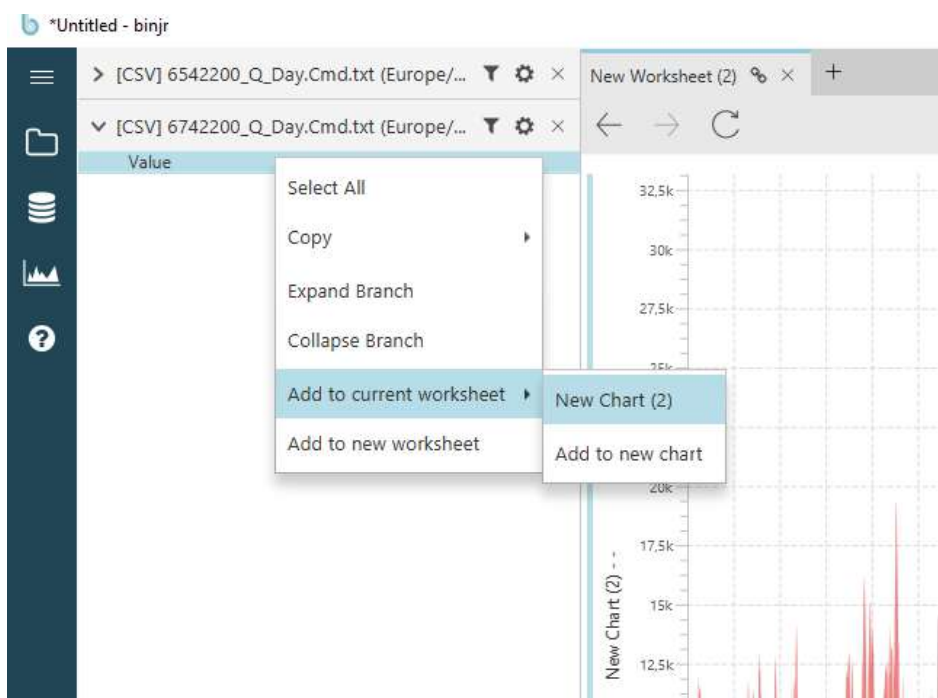 *Untitled - binjr
[CSV] 6542200_Q_Day.Cmd.txt (Europe/...
[CSV] 6742200_Q_Day.Cmd.txt (Europe/...
Value
Select All
Copy
Expand Branch
Collapse Branch
Add to current worksheet
Add to new worksheet
New Chart (2)
Add to new chart
New Worksheet (2)
32,5k
30k
27,5k
25k
20k
17,5k
15k
12,5k
New Chart (2) - -